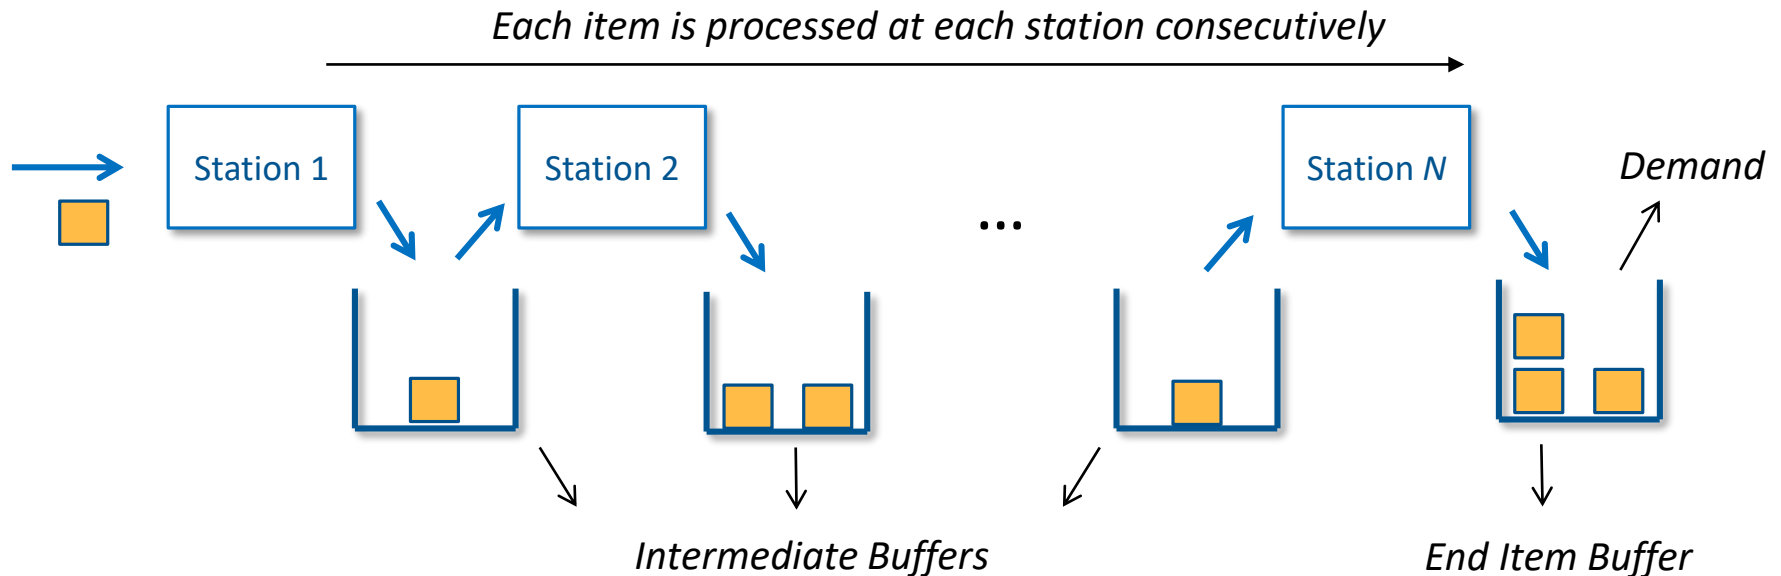 Each item is processed at each station consecutively
Station 1
Station 2
...
Station N
Demand
Intermediate Buffers
End Item Buffer